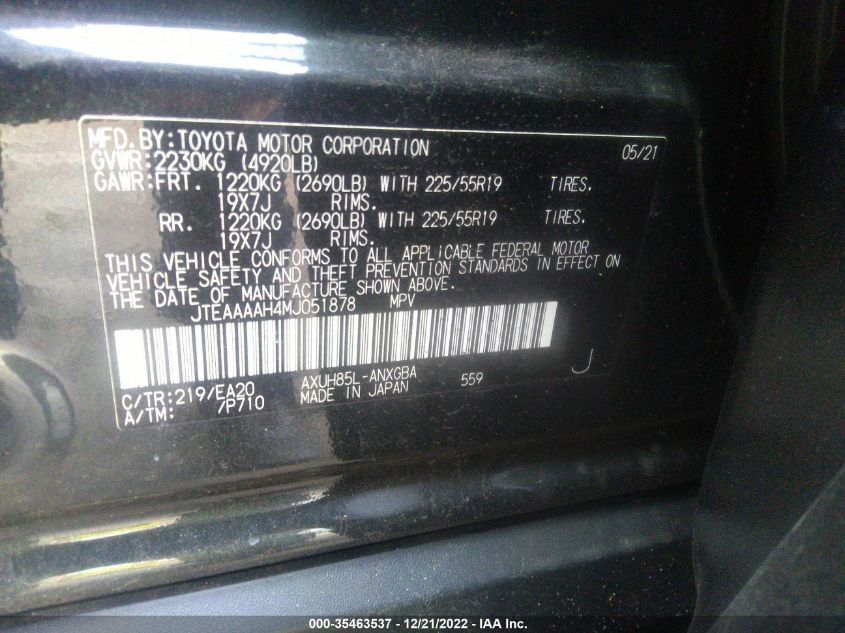 MFD.BY:TOYOTA MOTOR CORPORATION 05/21
GVWR:2230KG (4920LB)
GAWR:FRT. 1220KG (2690LB) WITH 225/55R19 TIRES.
19X7J RIMS.
RR. 1220KG (2690LB) WITH 225/55R19 TIRES.
19X7J RIMS.
THIS VEHICLE CONFORMS TO ALL APPLICABLE FEDERAL MOTOR
VEHICLE SAFETY AND THEFT PREVENTION STANDARDS IN EFFECT ON
THE DATE OF MANUFACTURE SHOWN ABOVE.
JTEAAAAH4MJ051878 MPV
C/TR:219/EA20 AXUH85L-ANXGBA 559 J
A/TM: /P710 MADE IN JAPAN
000-35463537 - 12/21/2022 - IAA Inc.